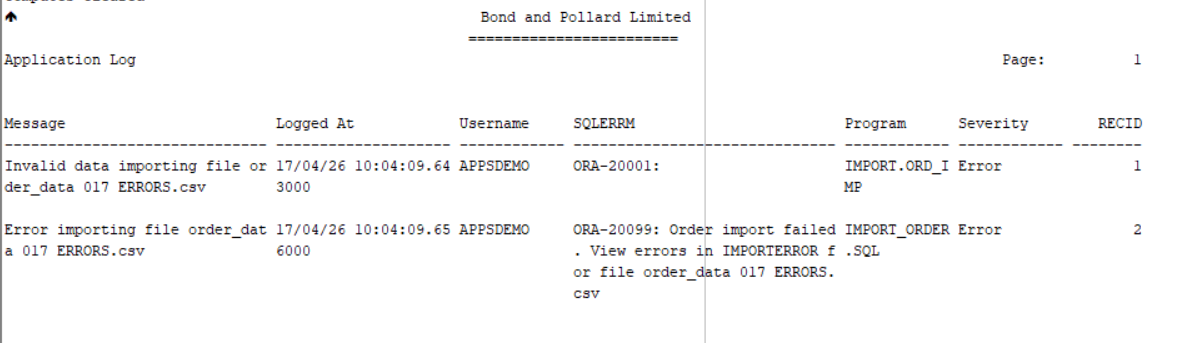 Bond and Pollard Limited
========================
Application Log Page: 1
Message Logged At Username SQLERRM Program Severity RECID
------------------------------ -------------------- ------------ ------------------------------ ------------ ------------ --------
Invalid data importing file or 17/04/26 10:04:09.64 APPSDEMO ORA-20001: IMPORT.ORD_I Error 1
der_data 017 ERRORS.csv 3000 MP
Error importing file order_dat 17/04/26 10:04:09.65 APPSDEMO ORA-20099: Order import failed IMPORT_ORDER Error 2
a 017 ERRORS.csv 6000 . View errors in IMPORTERROR f .SQL
or file order_data 017 ERRORS.
csv